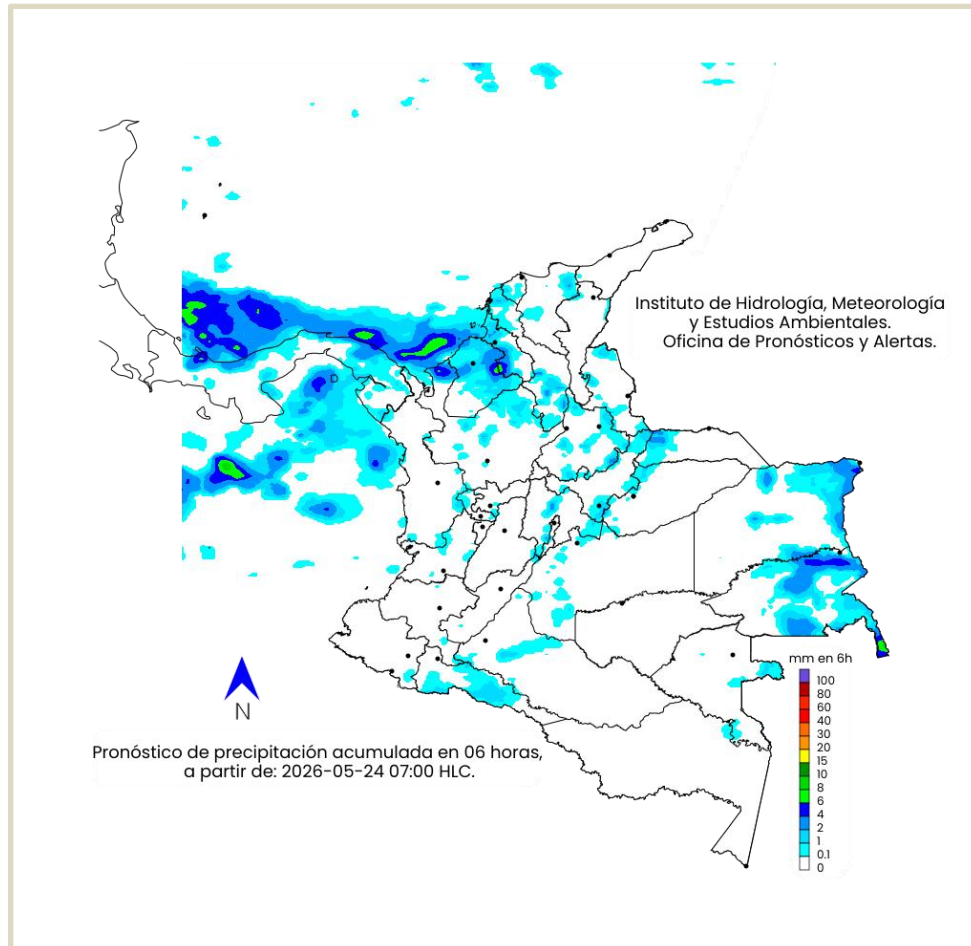 Instituto de Hidrología, Meteorología
y Estudios Ambientales.
Oficina de Pronósticos y Alertas.
mm en 6h
100
80
60
40
30
20
15
10
8
6
4
2
1
0.1
0
N
Pronóstico de precipitación acumulada en 06 horas,
a partir de: 2026-05-24 07:00 HLC.